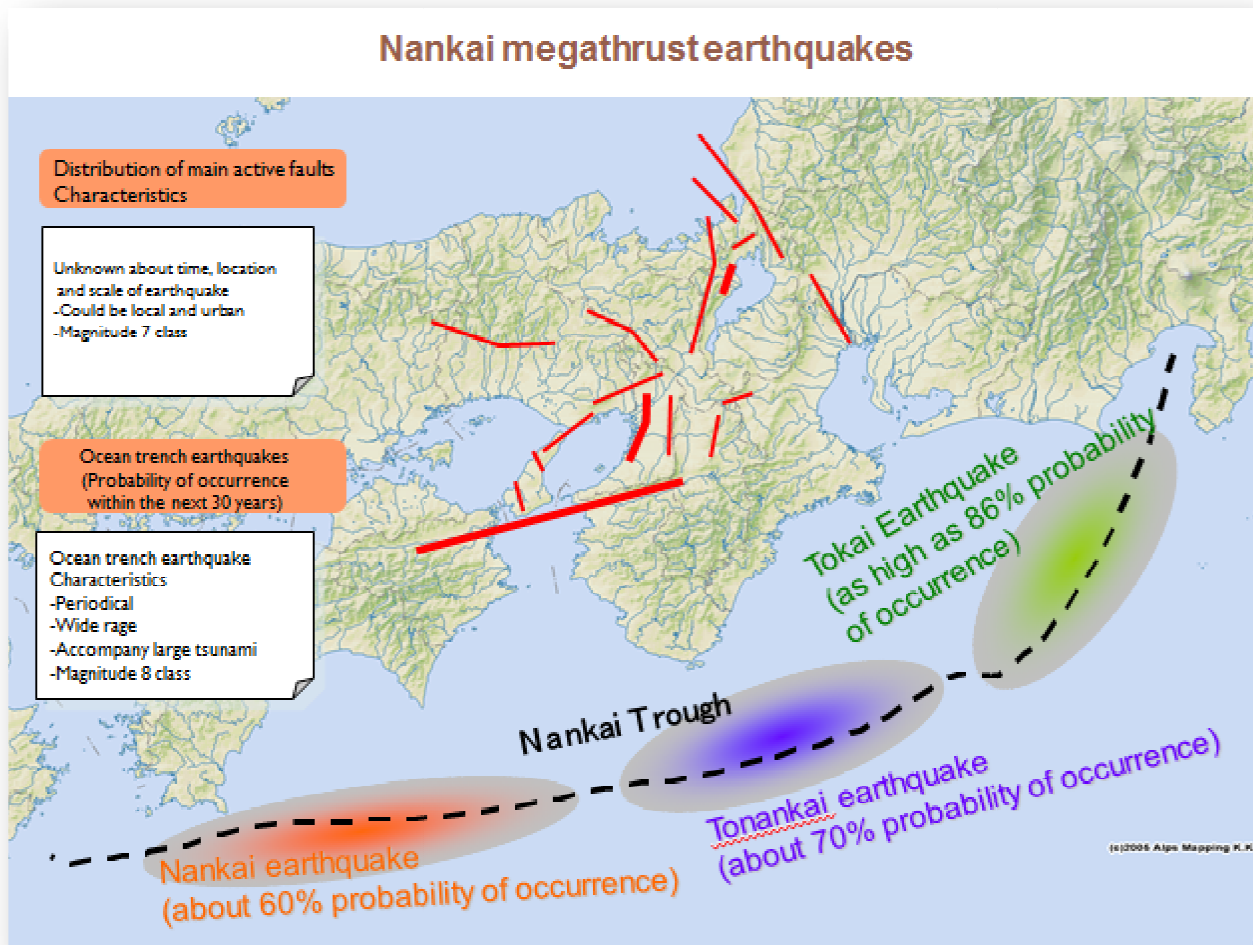 Nankai megathrust earthquakes
Distribution of main active faults
Characteristics
Unknown about time, location
and scale of earthquake
-Could be local and urban
-Magnitude 7 class
Ocean trench earthquakes
(Probability of occurrence
within the next 30 years)
Ocean trench earthquake
Characteristics
-Periodical
-Wide rage
-Accompany large tsunami
-Magnitude 8 class
Tokai Earthquake
(as high as 86% probability
of occurrence)
Nankai Trough
Tonankai earthquake
(about 70% probability of occurrence)
Nankai earthquake
(about 60% probability of occurrence)
(c)2005 Alps Mapping K.K